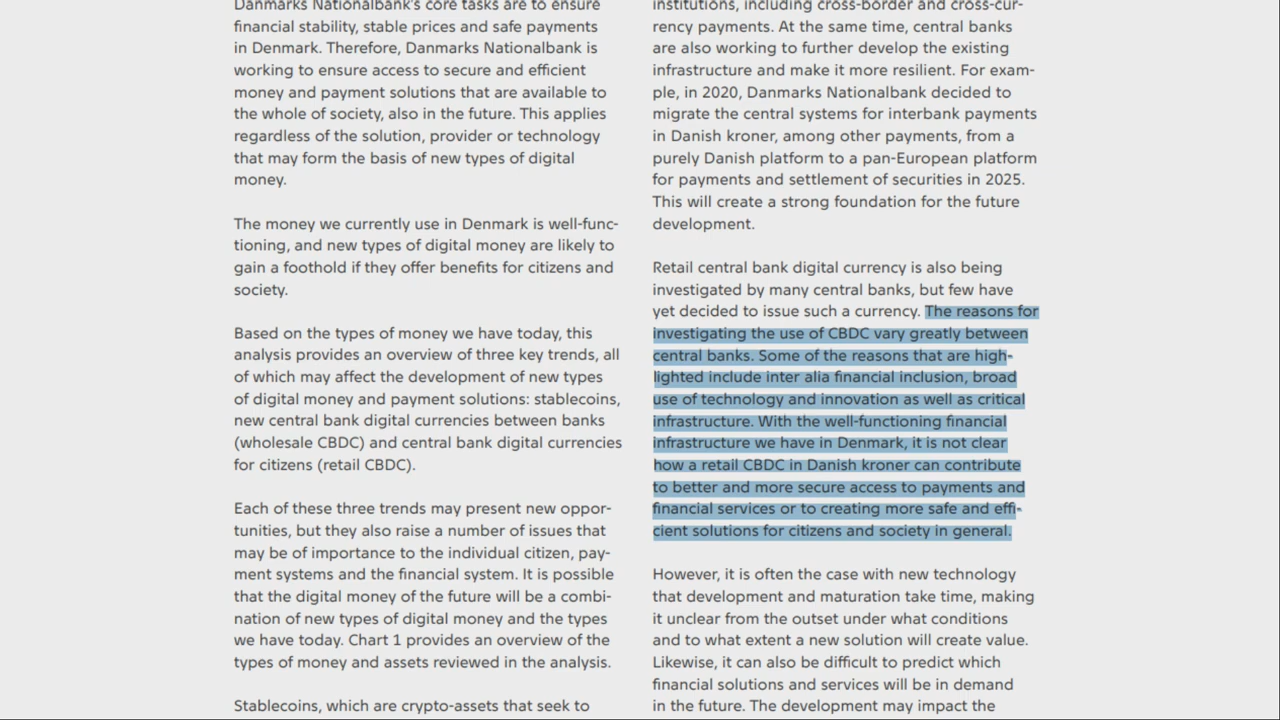 Danmarks Nationalbank's core tasks are to ensure
financial stability, stable prices and safe payments
in Denmark. Therefore, Danmarks Nationalbank is
working to ensure access to secure and efficient
money and payment solutions that are available to
the whole of society, also in the future. This applies
regardless of the solution, provider or technology
that may form the basis of new types of digital
money.
The money we currently use in Denmark is well-func-
tioning, and new types of digital money are likely to
gain a foothold if they offer benefits for citizens and
society.
Based on the types of money we have today, this
analysis provides an overview of three key trends, all
of which may affect the development of new types
of digital money and payment solutions: stablecoins,
new central bank digital currencies between banks
(wholesale CBDC) and central bank digital currencies
for citizens (retail CBDC).
Each of these three trends may present new oppor-
tunities, but they also raise a number of issues that
may be of importance to the individual citizen, pay-
ment systems and the financial system. It is possible
that the digital money of the future will be a combi-
nation of new types of digital money and the types
we have today. Chart 1 provides an overview of the
types of money and assets reviewed in the analysis.
Stablecoins, which are crypto-assets that seek to
institutions, including cross-border and cross-cur-
rency payments. At the same time, central banks
are also working to further develop the existing
infrastructure and make it more resilient. For exam-
ple, in 2020, Danmarks Nationalbank decided to
migrate the central systems for interbank payments
in Danish kroner, among other payments, from a
purely Danish platform to a pan-European platform
for payments and settlement of securities in 2025.
This will create a strong foundation for the future
development.
Retail central bank digital currency is also being
investigated by many central banks, but few have
yet decided to issue such a currency. The reasons for
investigating the use of CBDC vary greatly between
central banks. Some of the reasons that are high-
lighted include inter alia financial inclusion, broad
use of technology and innovation as well as critical
infrastructure. With the well-functioning financial
infrastructure we have in Denmark, it is not clear
how a retail CBDC in Danish kroner can contribute
to better and more secure access to payments and
financial services or to creating more safe and effi-
cient solutions for citizens and society in general.
However, it is often the case with new technology
that development and maturation take time, making
it unclear from the outset under what conditions
and to what extent a new solution will create value.
Likewise, it can also be difficult to predict which
financial solutions and services will be in demand
in the future. The development may impact the